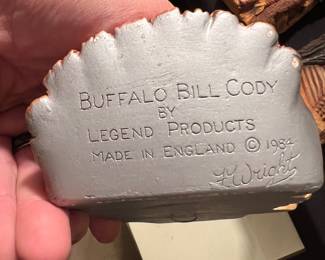 BUFFALO BILL CODY
BY
LEGEND PRODUCTS
MADE IN ENGLAND © 1984
F Wright